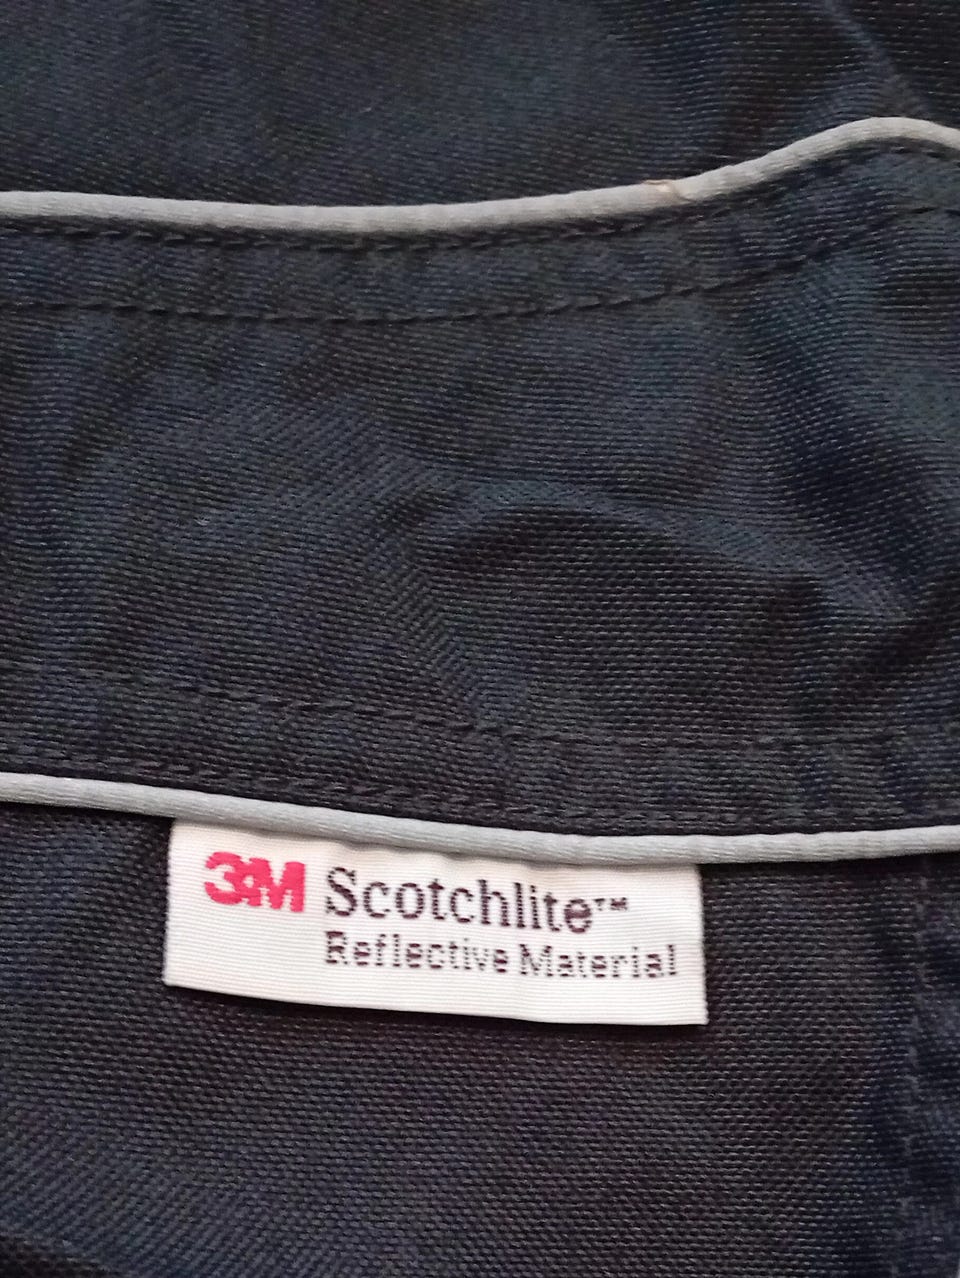 3M Scotchlite™
Reflective Material